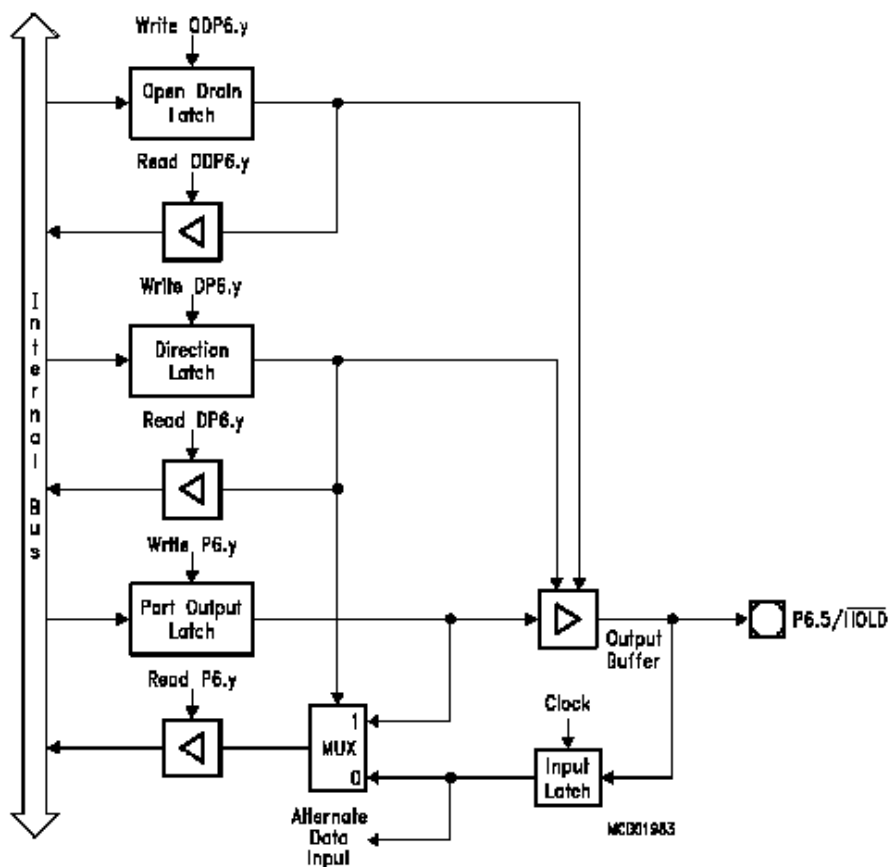 Write ODP6.y
Open Drain
Latch
Read ODP6.y
Write DP6.y
Direction
Latch
Read DP6.y
Internal Bus
Write P6.y
Port Output
Latch
Output
Buffer
P6.5/HOLD
Read P6.y
1
MUX
0
Clock
Input
Latch
Alternate
Data
Input
MCD01983